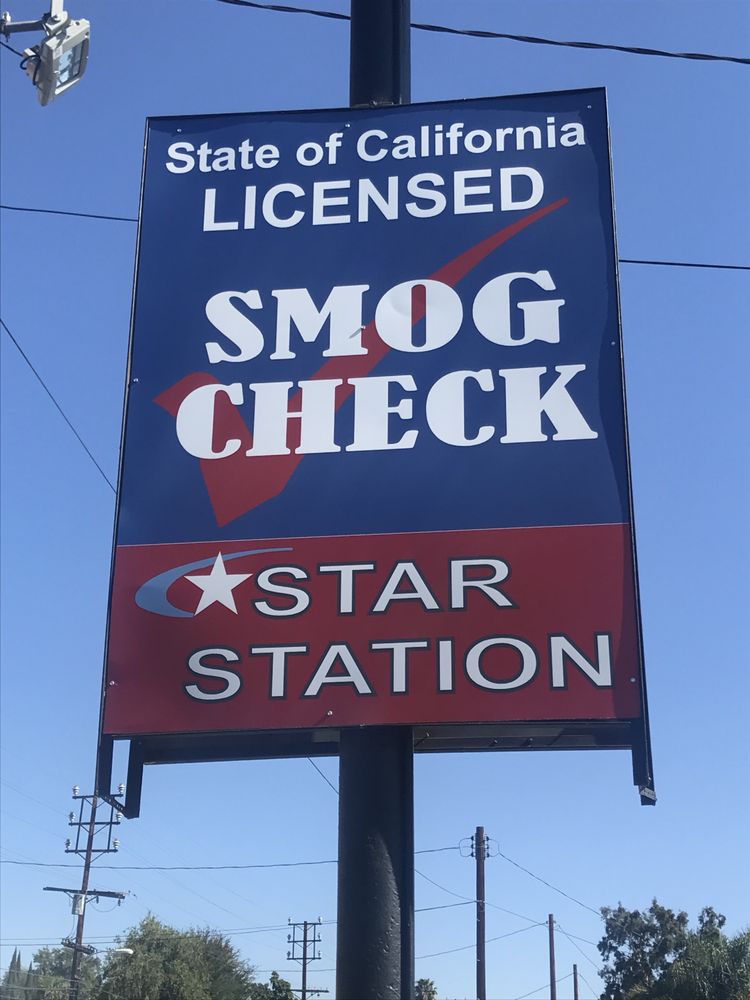 State of California
LICENSED
SMOG
CHECK
STAR
STATION